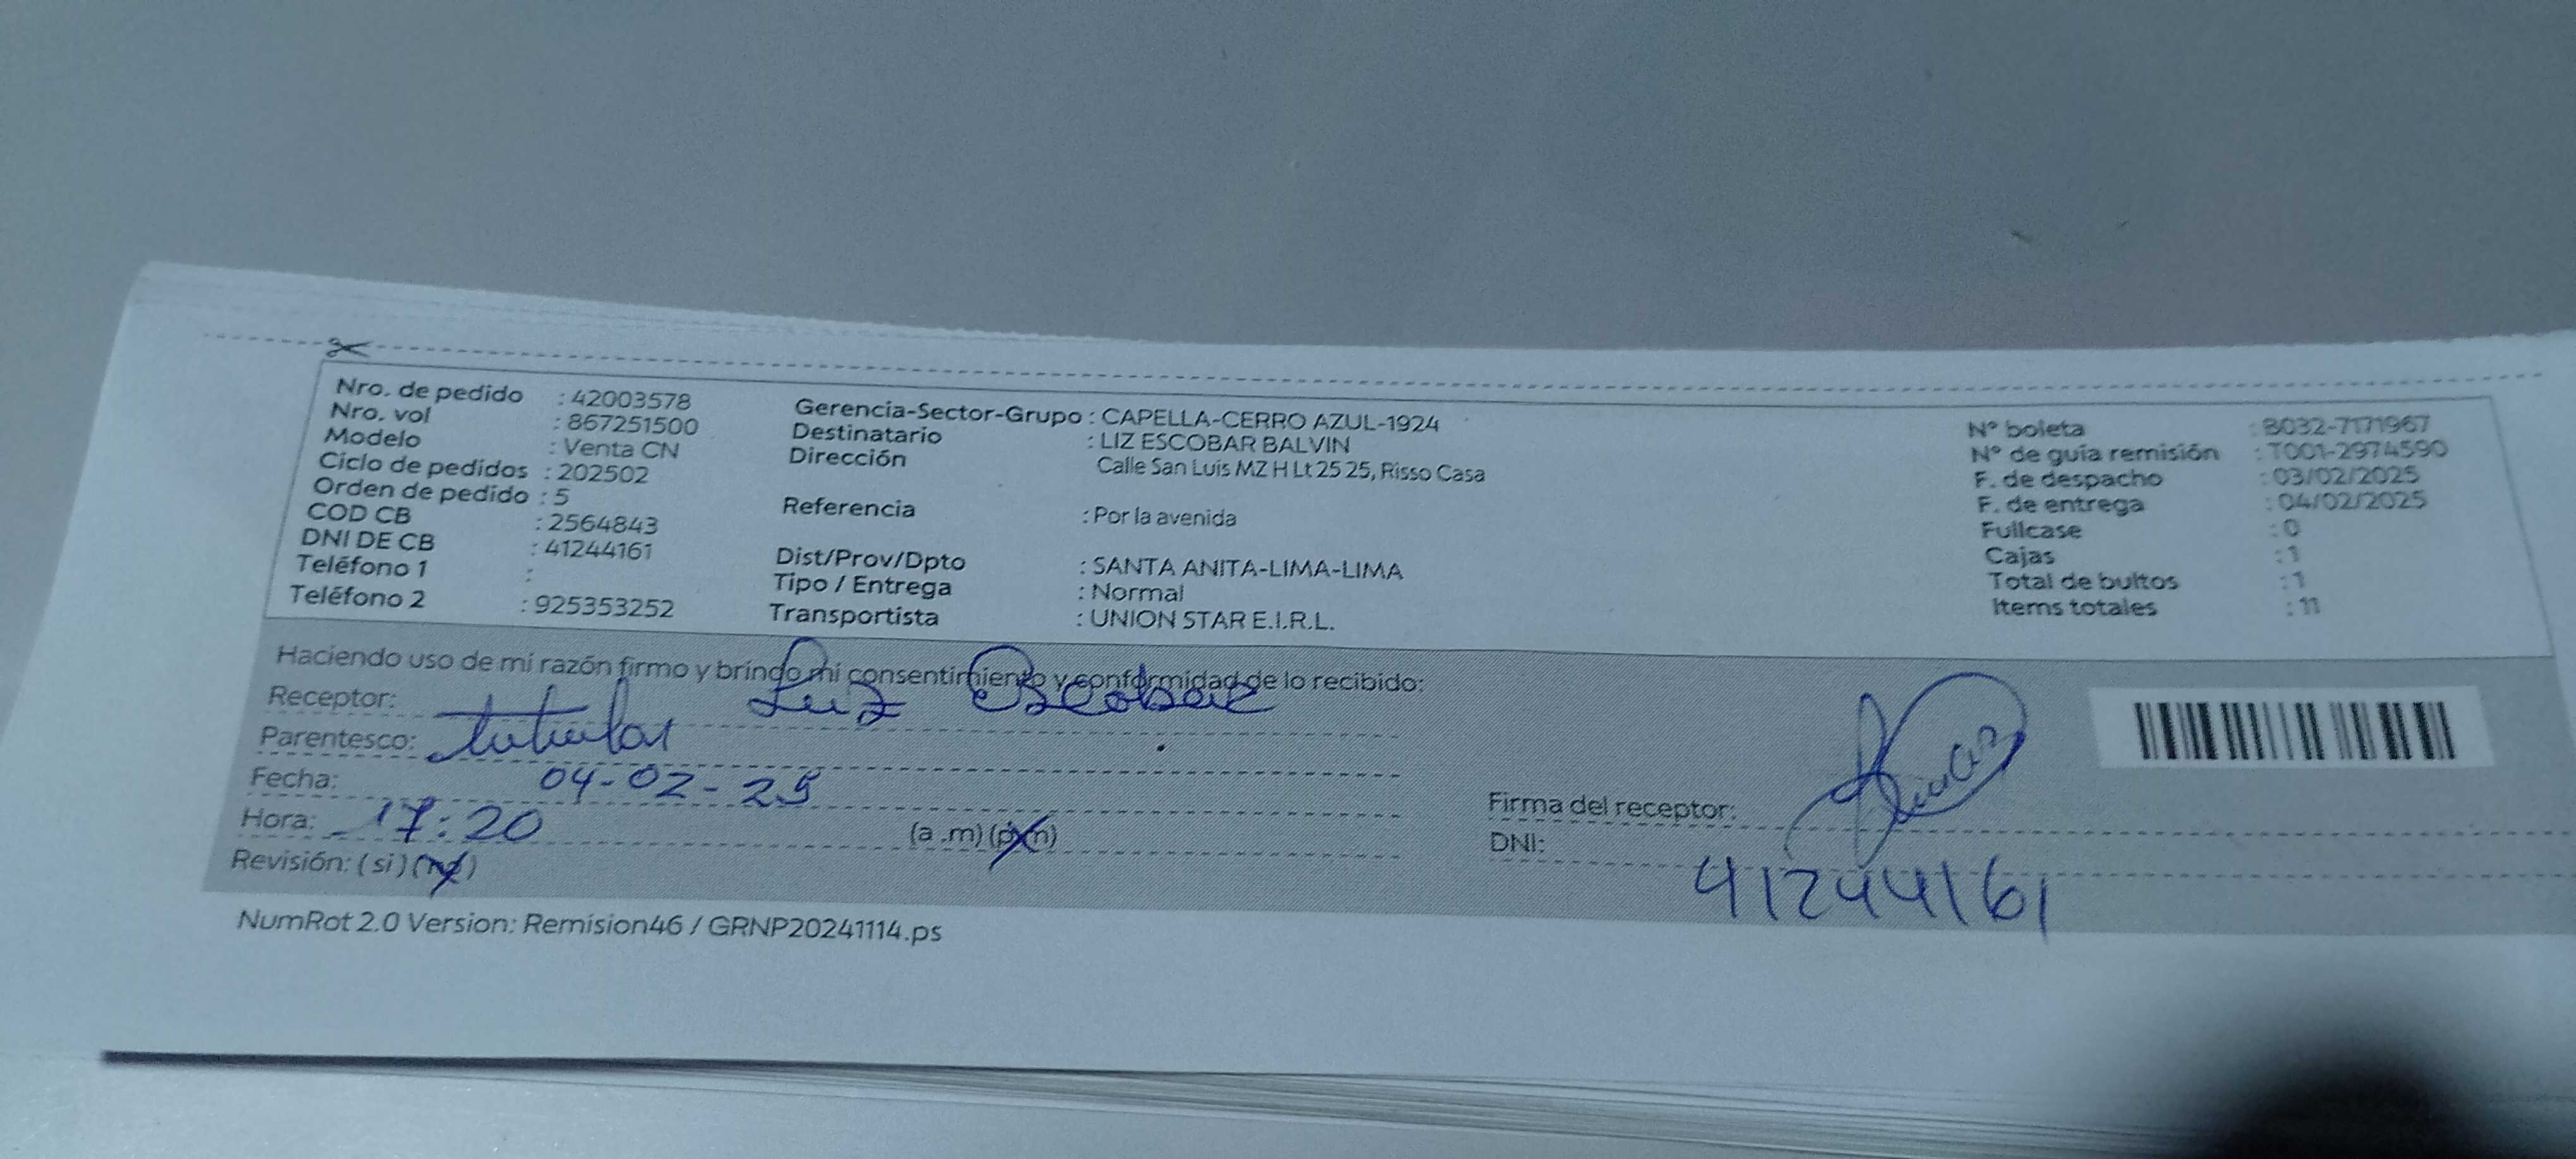 Nro. de pedido : 42003578
Nro. vol : 867251500
Modelo : Venta CN
Ciclo de pedidos : 202502
Orden de pedido : 5
COD CB : 2564843
DNI DE CB : 41244161
Teléfono 1 :
Teléfono 2 : 925353252
Gerencia-Sector-Grupo : CAPELLA-CERRO AZUL-1924
Destinatario : LIZ ESCOBAR BALVIN
Dirección Calle San Luis MZ H Lt 25 25, Risso Casa
Referencia : Por la avenida
Dist/Prov/Dpto : SANTA ANITA-LIMA-LIMA
Tipo / Entrega : Normal
Transportista : UNION STAR E.I.R.L.
N° boleta : B032-7171967
N° de guía remisión : T001-2974590
F. de despacho : 03/02/2025
F. de entrega : 04/02/2025
Fullcase : 0
Cajas : 1
Total de bultos : 1
Items totales : 11
Haciendo uso de mi razón firmo y brindo mi consentimiento y conformidad de lo recibido:
Receptor: Luz Escobar
Parentesco: titular
Fecha: 04-02-25
Hora: 17:20 (a .m) (p.m)
Revisión: (si) (no)
Firma del receptor:
DNI: 41244161
NumRot 2.0 Version: Remision46 / GRNP20241114.ps